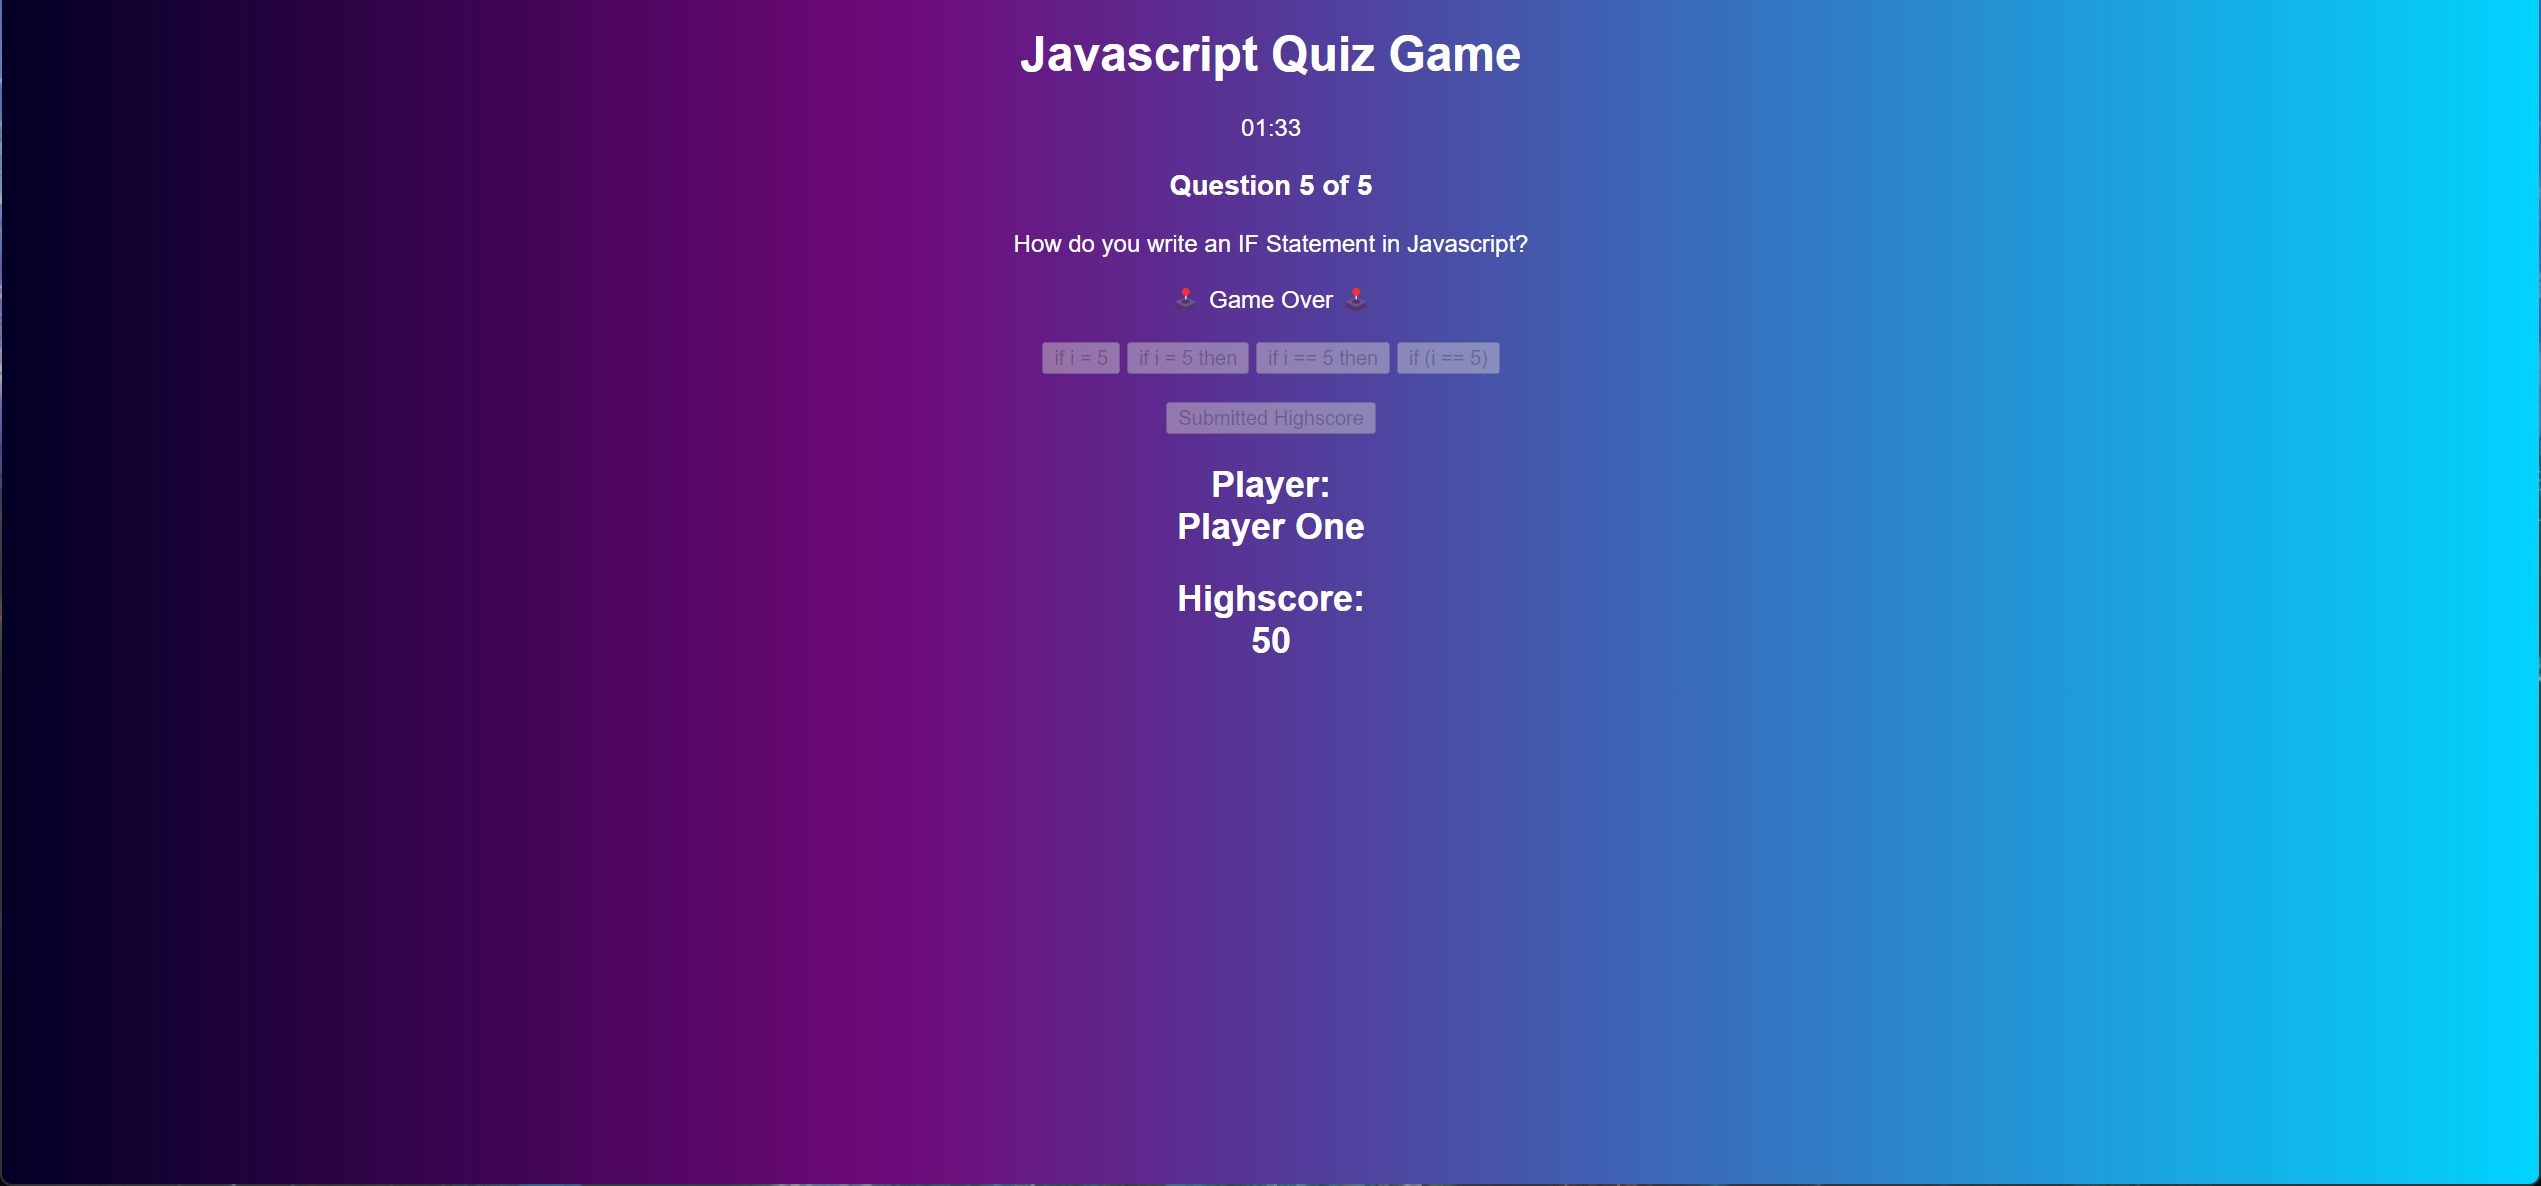 Javascript Quiz Game
01:33
Question 5 of 5
How do you write an IF Statement in Javascript?
🕹️ Game Over 🕹️
if i = 5 if i = 5 then if i == 5 then if (i == 5)
Submitted Highscore
Player:
Player One
Highscore:
50